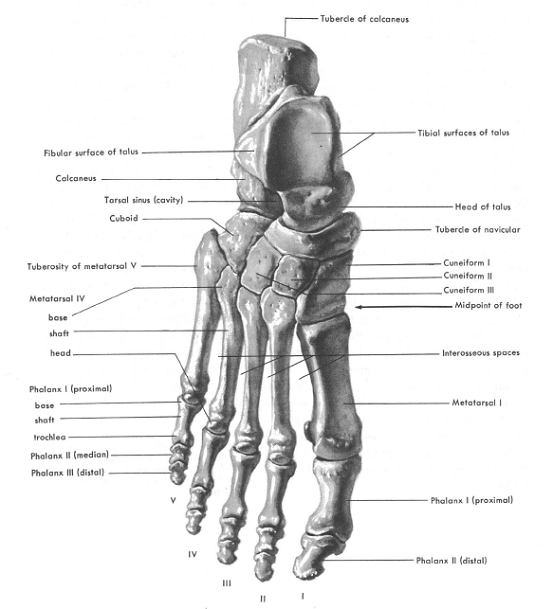 Tubercle of calcaneus
Tibial surfaces of talus
Fibular surface of talus
Calcaneus
Tarsal sinus (cavity)
Head of talus
Cuboid
Tubercle of navicular
Tuberosity of metatarsal V
Cuneiform I
Cuneiform II
Cuneiform III
Metatarsal IV
Midpoint of foot
base
shaft
head
Interosseous spaces
Phalanx I (proximal)
base
Metatarsal I
shaft
trochlea
Phalanx II (median)
Phalanx III (distal)
V
Phalanx I (proximal)
IV
Phalanx II (distal)
III
II
I